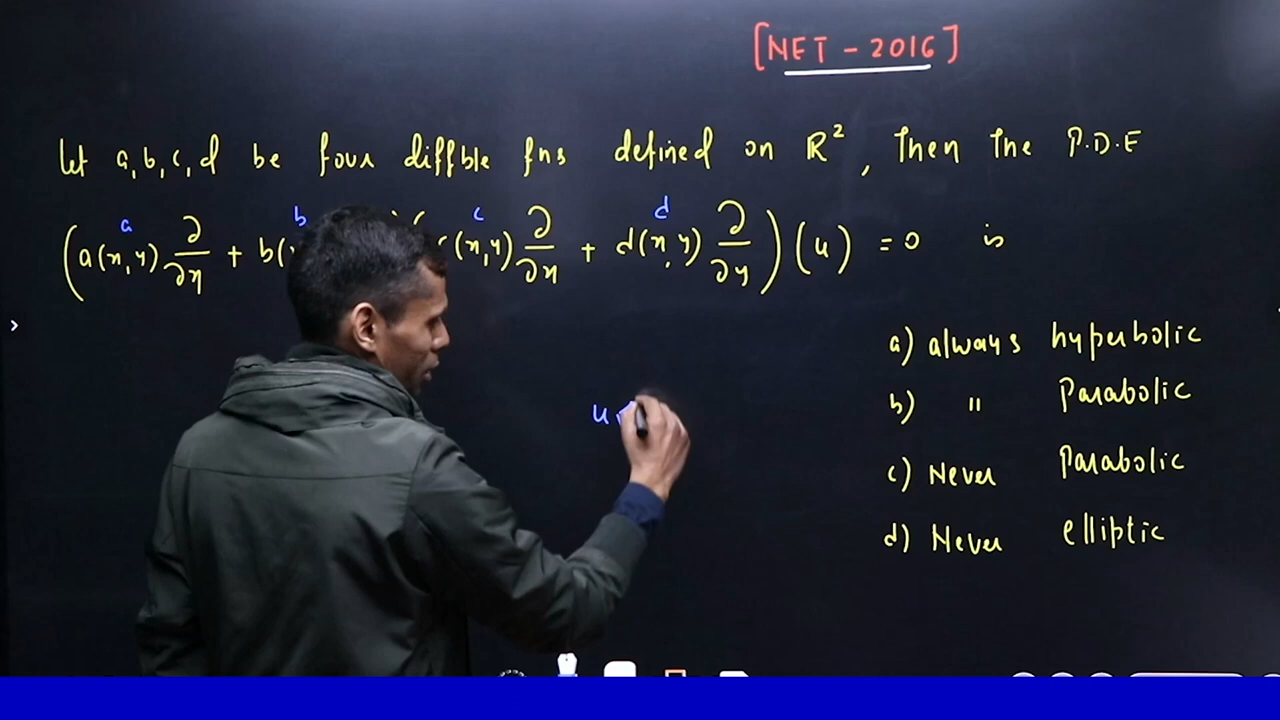 [NET - 2016]
Let a, b, c, d be four diffble fns defined on R², Then the P.D.E
a b c d
(a(x,y) ∂/∂x + b( c(x,y) ∂/∂x + d(x,y) ∂/∂y)(u) = 0 is
a) always hyperbolic
b) " Parabolic
u
c) Never Parabolic
d) Never elliptic